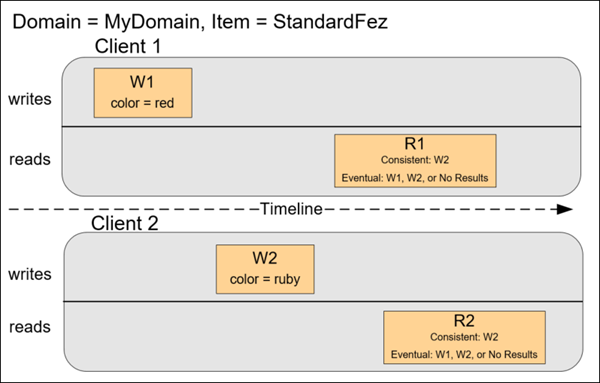 Domain = MyDomain, Item = StandardFez
Client 1
writes
W1
color = red
reads
R1
Consistent: W2
Eventual: W1, W2, or No Results
Timeline
Client 2
writes
W2
color = ruby
reads
R2
Consistent: W2
Eventual: W1, W2, or No Results